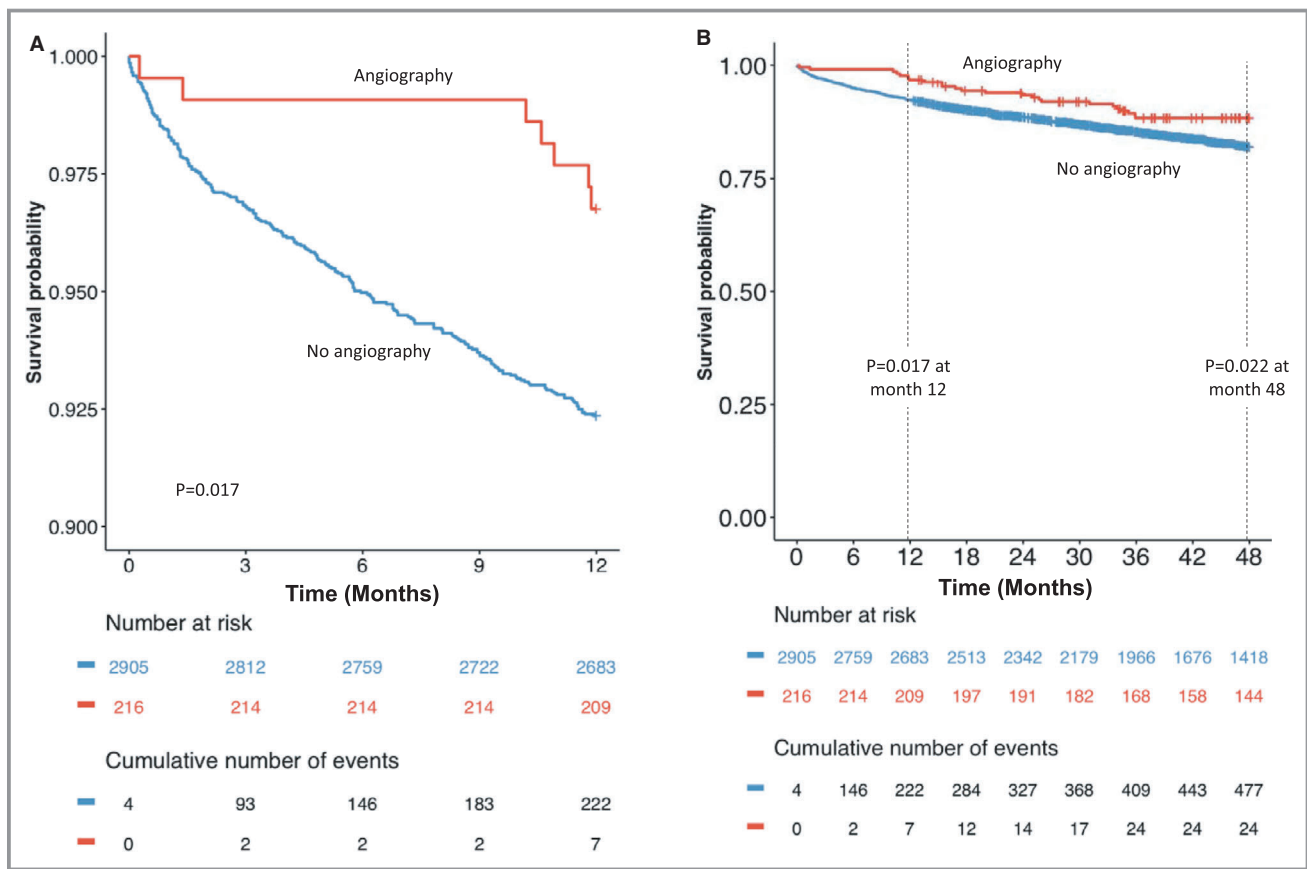 A
Survival probability
1.000
0.975
0.950
0.925
0.900
Angiography
No angiography
P=0.017
0 3 6 9 12
Time (Months)
Number at risk
2905 2812 2759 2722 2683
216 214 214 214 209
Cumulative number of events
4 93 146 183 222
0 2 2 2 7
B
Survival probability
1.00
0.75
0.50
0.25
0.00
Angiography
No angiography
P=0.017 at
month 12
P=0.022 at
month 48
0 6 12 18 24 30 36 42 48
Time (Months)
Number at risk
2905 2759 2683 2513 2342 2179 1966 1676 1418
216 214 209 197 191 182 168 158 144
Cumulative number of events
4 146 222 284 327 368 409 443 477
0 2 7 12 14 17 24 24 24